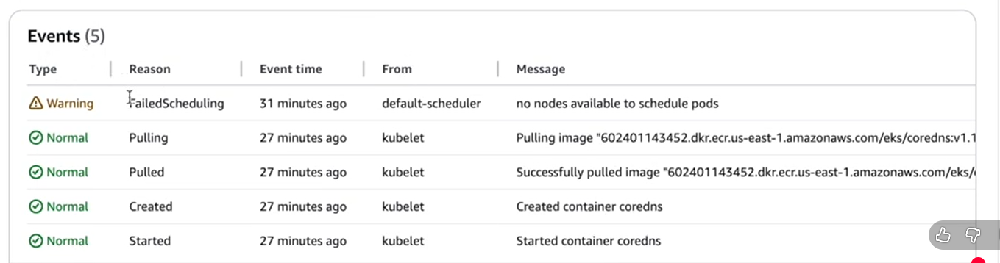 Events (5)
Type Reason Event time From Message
Warning FailedScheduling 31 minutes ago default-scheduler no nodes available to schedule pods
Normal Pulling 27 minutes ago kubelet Pulling image "602401143452.dkr.ecr.us-east-1.amazonaws.com/eks/coredns:v1.1
Normal Pulled 27 minutes ago kubelet Successfully pulled image "602401143452.dkr.ecr.us-east-1.amazonaws.com/eks/
Normal Created 27 minutes ago kubelet Created container coredns
Normal Started 27 minutes ago kubelet Started container coredns